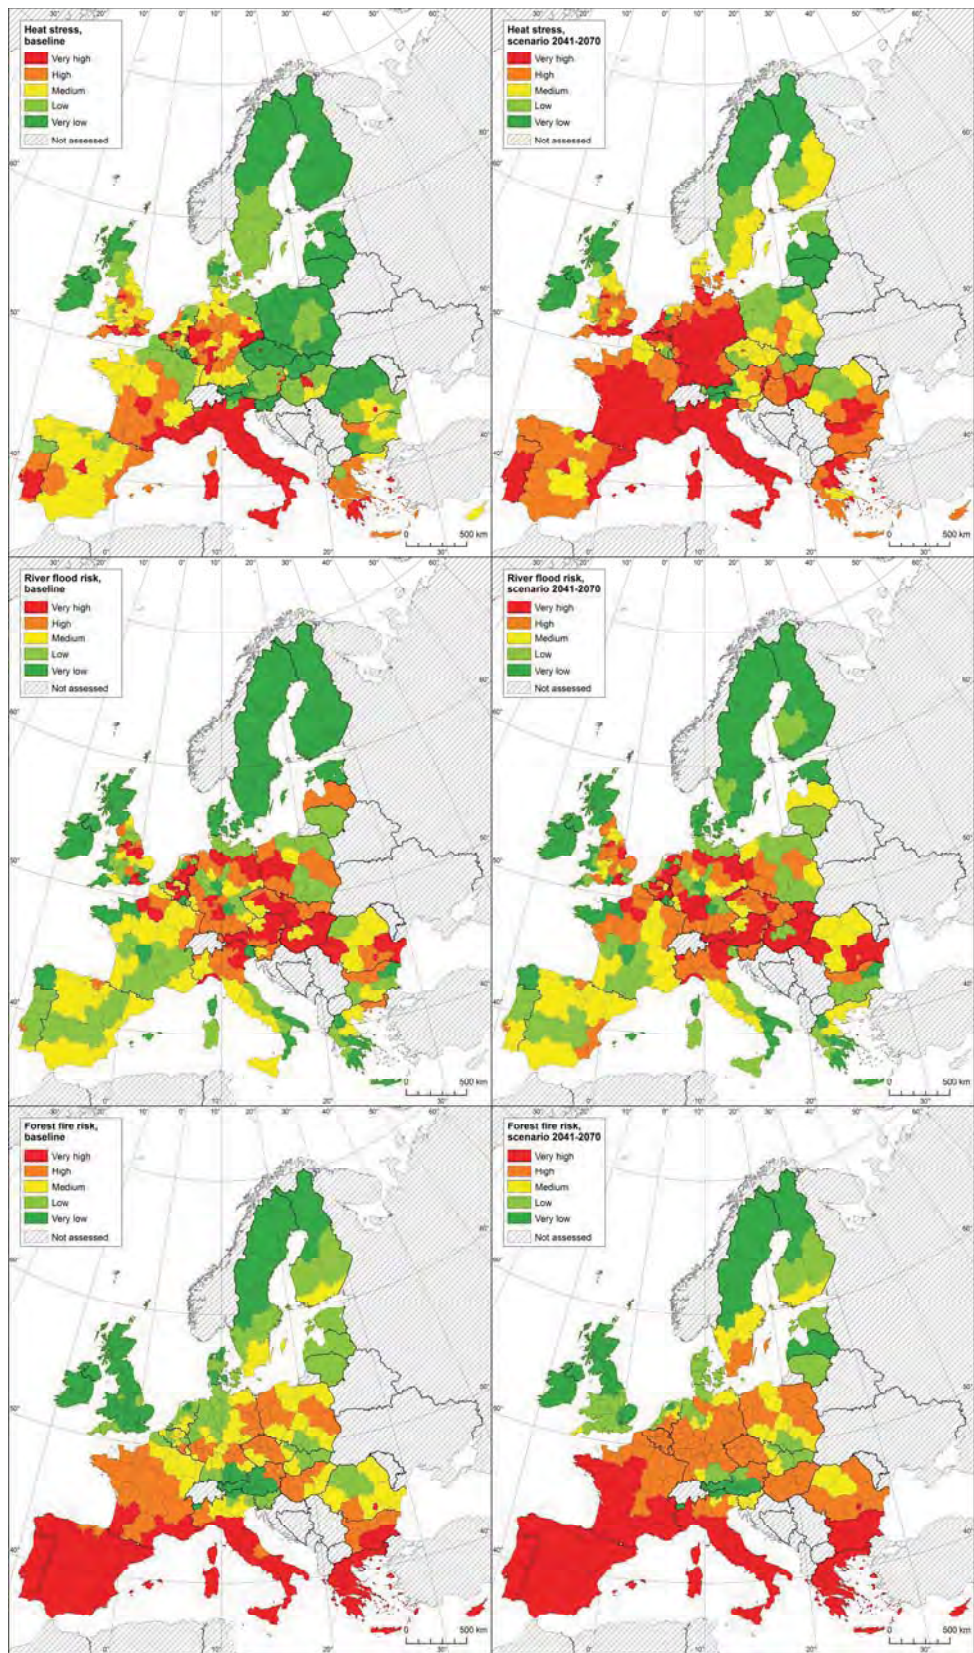 Heat stress,
baseline
Very high
High
Medium
Low
Very low
Not assessed
500 km
Heat stress,
scenario 2041-2070
Very high
High
Medium
Low
Very low
Not assessed
500 km
River flood risk,
baseline
Very high
High
Medium
Low
Very low
Not assessed
500 km
River flood risk,
scenario 2041-2070
Very high
High
Medium
Low
Very low
Not assessed
500 km
Forest fire risk,
baseline
Very high
High
Medium
Low
Very low
Not assessed
500 km
Forest fire risk,
scenario 2041-2070
Very high
High
Medium
Low
Very low
Not assessed
500 km